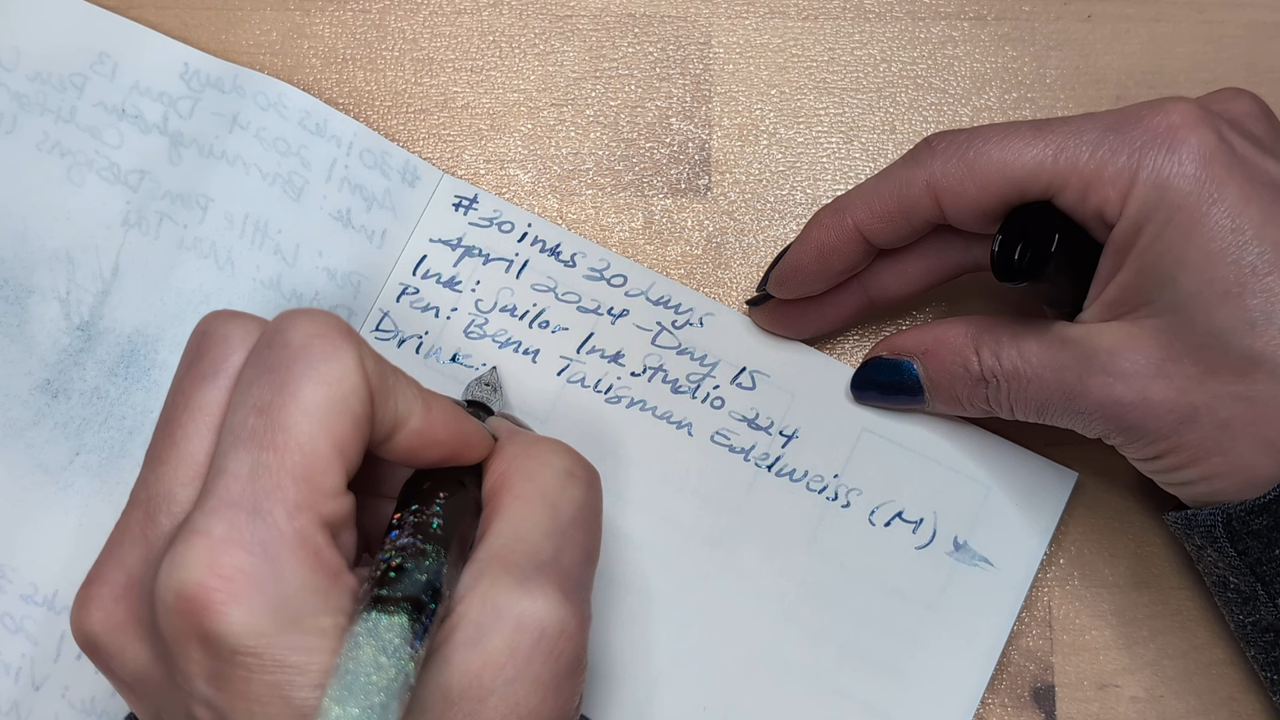 #30inks30days
April 2024 - Day 15
Ink: Sailor Ink Studio 224
Pen: Benu Talisman Edelweiss (M)
Drink: